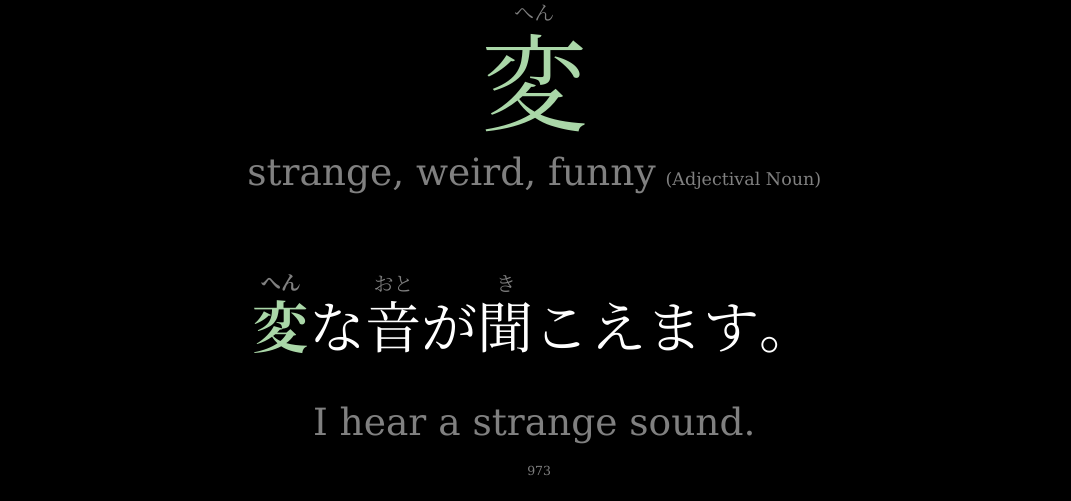 へん
変
strange, weird, funny (Adjectival Noun)
へん おと き
変な音が聞こえます。
I hear a strange sound.
973